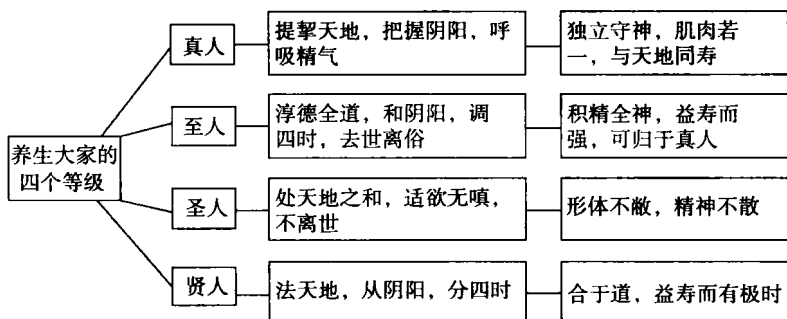 养生大家的
四个等级
真人
提挈天地，把握阴阳，呼
吸精气
独立守神，肌肉若
一，与天地同寿
至人
淳德全道，和阴阳，调
四时，去世离俗
积精全神，益寿而
强，可归于真人
圣人
处天地之和，适欲无嗔，
不离世
形体不敝，精神不散
贤人
法天地，从阴阳，分四时
合于道，益寿而有极时